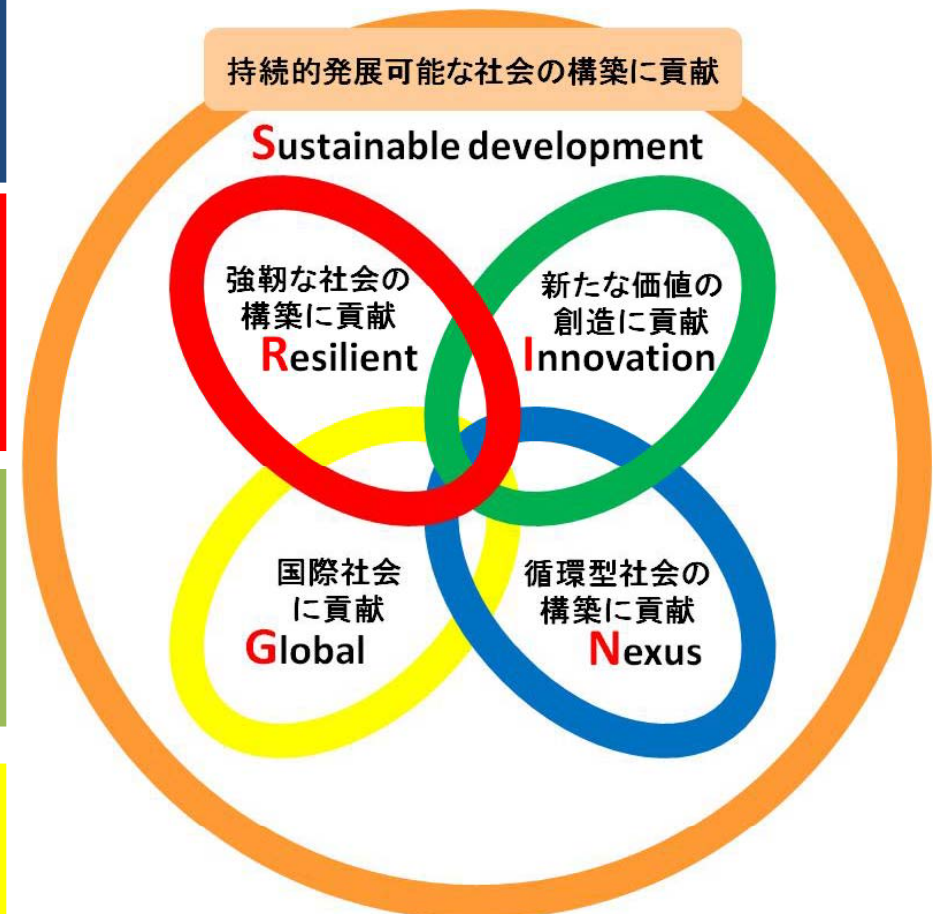 持続的発展可能な社会の構築に貢献
Sustainable development
強靭な社会の
構築に貢献
Resilient
新たな価値の
創造に貢献
Innovation
国際社会
に貢献
Global
循環型社会の
構築に貢献
Nexus